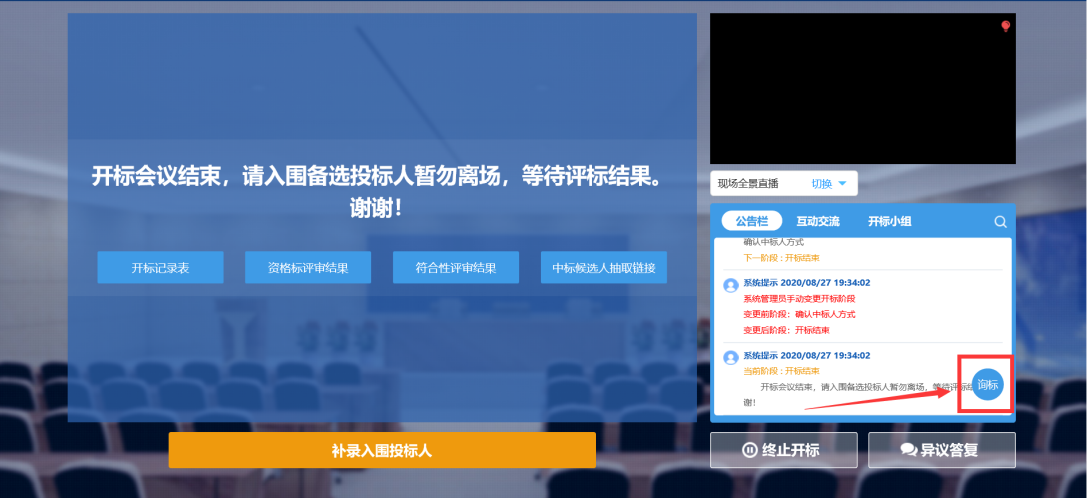 开标会议结束，请入围备选投标人暂勿离场，等待评标结果。
谢谢！
开标记录表
资格标评审结果
符合性评审结果
中标候选人抽取链接
补录入围投标人
现场全景直播 切换
公告栏 互动交流 开标小组
确认中标人方式
下一阶段：开标结束
系统提示 2020/08/27 19:34:02
系统管理员手动变更开标阶段
变更前阶段：确认中标人方式
变更后阶段：开标结束
系统提示 2020/08/27 19:34:02
当前阶段：开标结束
开标会议结束，请入围备选投标人暂勿离场，等待评标
谢！
询标
终止开标
异议答复